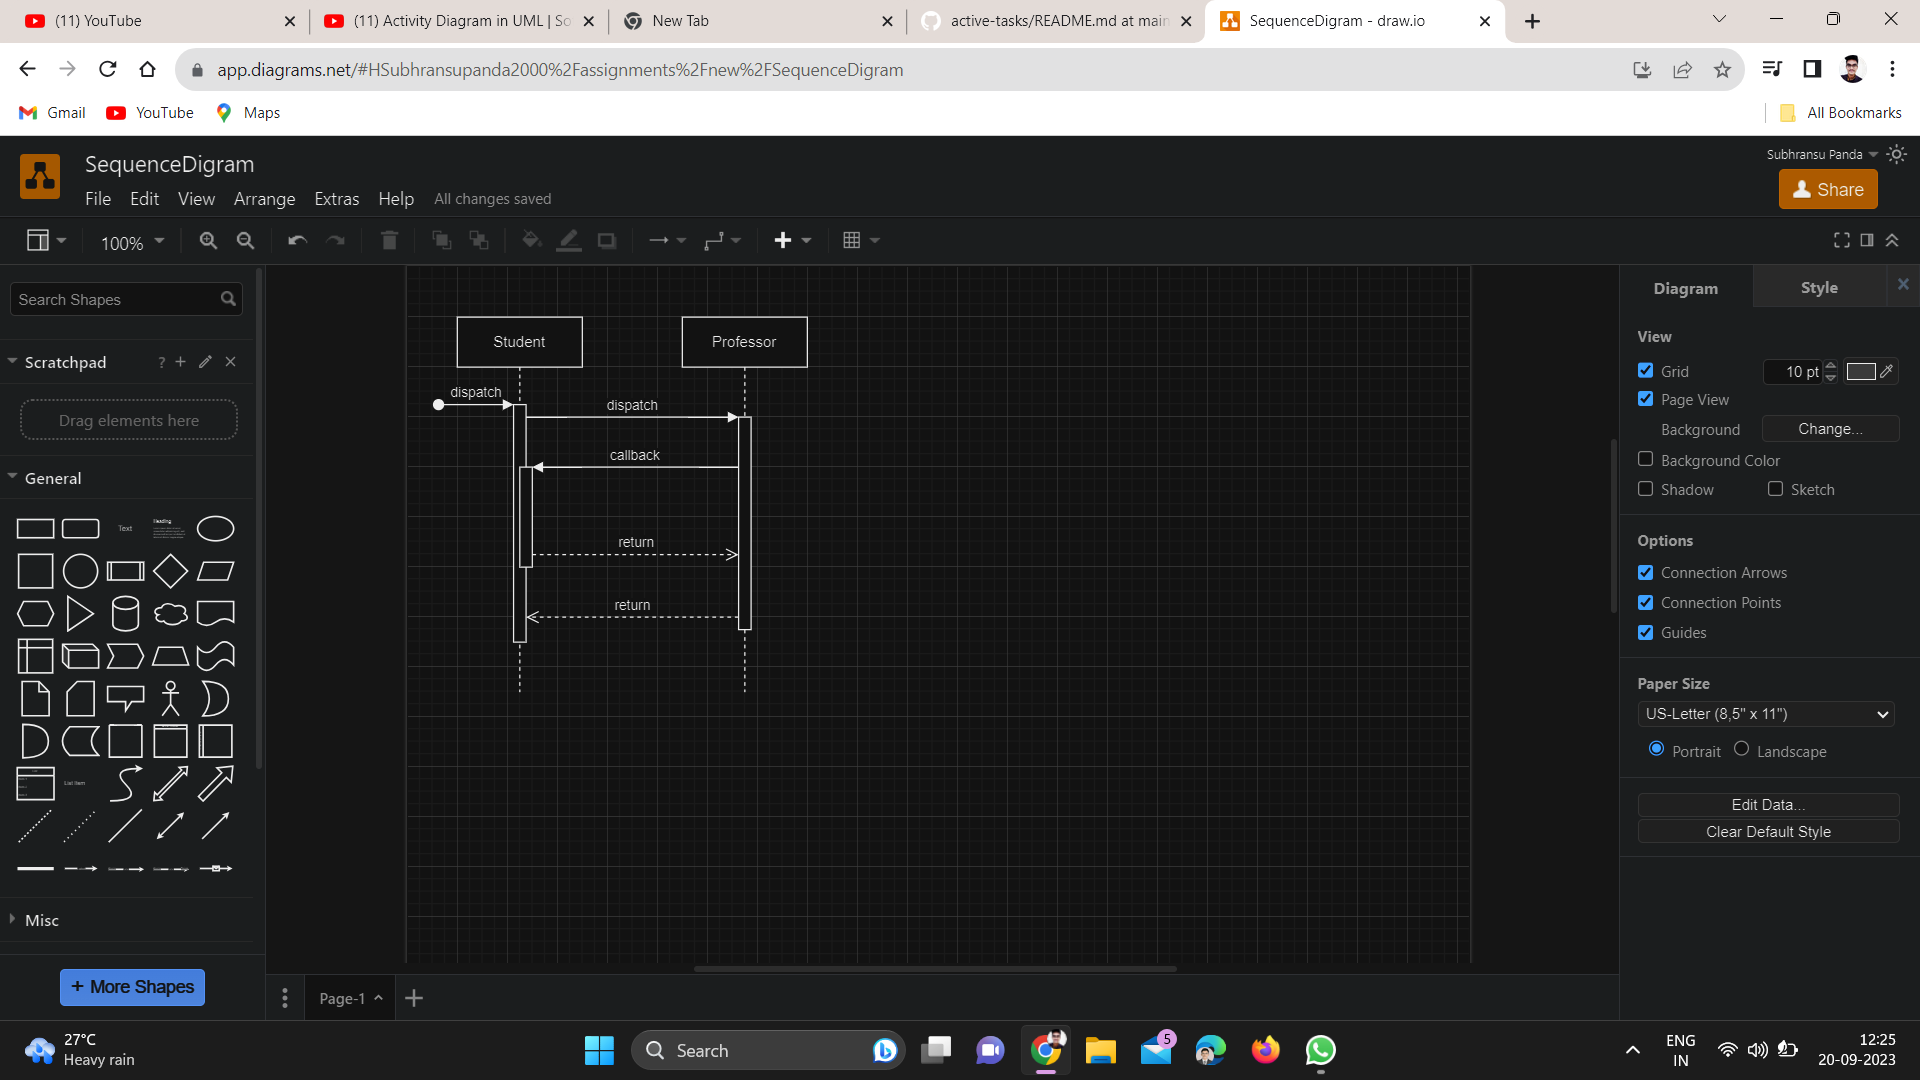 (11) YouTube
(11) Activity Diagram in UML | So
New Tab
active-tasks/README.md at main
SequenceDigram - draw.io
app.diagrams.net/#HSubhransupanda2000%2Fassignments%2Fnew%2FSequenceDigram
Gmail
YouTube
Maps
All Bookmarks
SequenceDigram
Subhransu Panda
File
Edit
View
Arrange
Extras
Help
All changes saved
Share
100%
Search Shapes
Scratchpad
?
Drag elements here
General
Text
Heading
List Item
Misc
+ More Shapes
Student
Professor
dispatch
dispatch
callback
return
return
Page-1
Diagram
Style
View
Grid
10 pt
Page View
Background
Change...
Background Color
Shadow
Sketch
Options
Connection Arrows
Connection Points
Guides
Paper Size
US-Letter (8,5" x 11")
Portrait
Landscape
Edit Data...
Clear Default Style
27°C
Heavy rain
Search
5
ENG
IN
12:25
20-09-2023